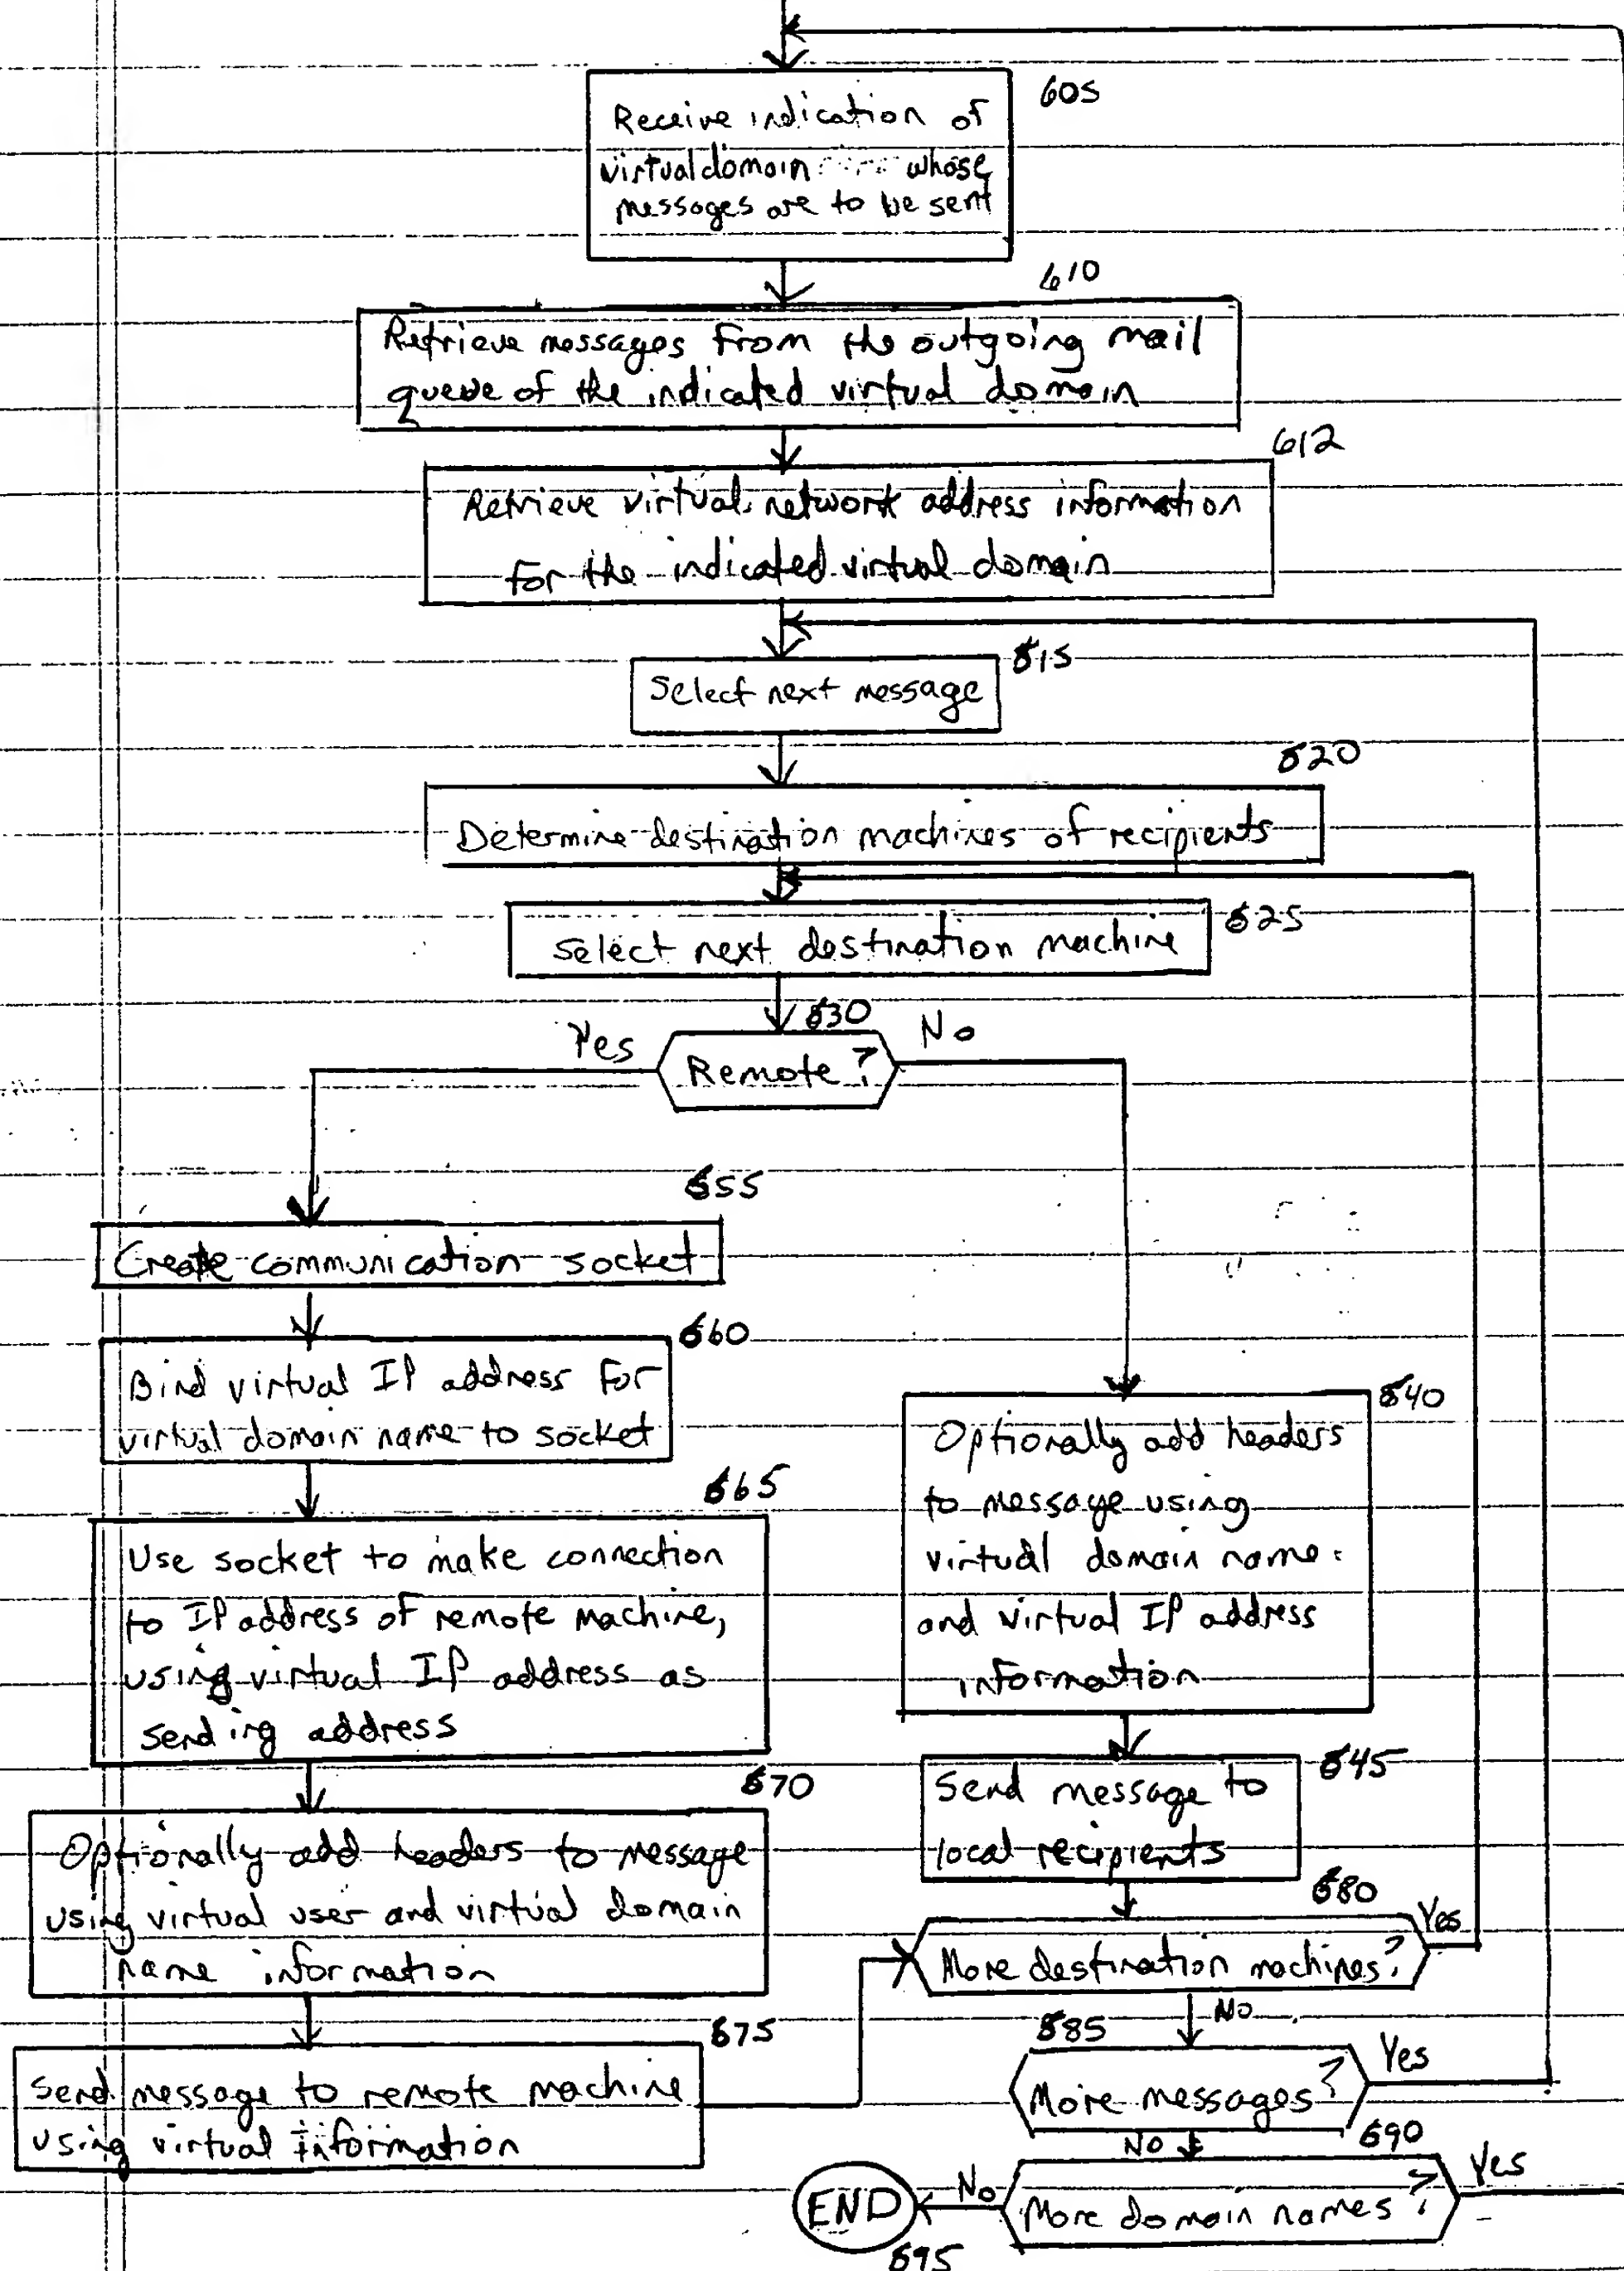 605
Receive indication of
virtual domain whose
messages are to be sent
610
Retrieve messages from the outgoing mail
queue of the indicated virtual domain
612
Retrieve virtual network address information
for the indicated virtual domain
615
Select next message
620
Determine destination machines of recipients
625
Select next destination machine
630
Yes
Remote?
No
655
Create communication socket
660
Bind virtual IP address for
virtual domain name to socket
665
Use socket to make connection
to IP address of remote machine,
using virtual IP address as
sending address
670
Optionally add headers to message
using virtual user and virtual domain
name information
675
Send message to remote machine
using virtual information
640
Optionally add headers
to message using
virtual domain name
and virtual IP address
information
645
Send message to
local recipients
680
More destination machines?
Yes
No
685
More messages?
Yes
No
690
More domain names?
Yes
No
END
695